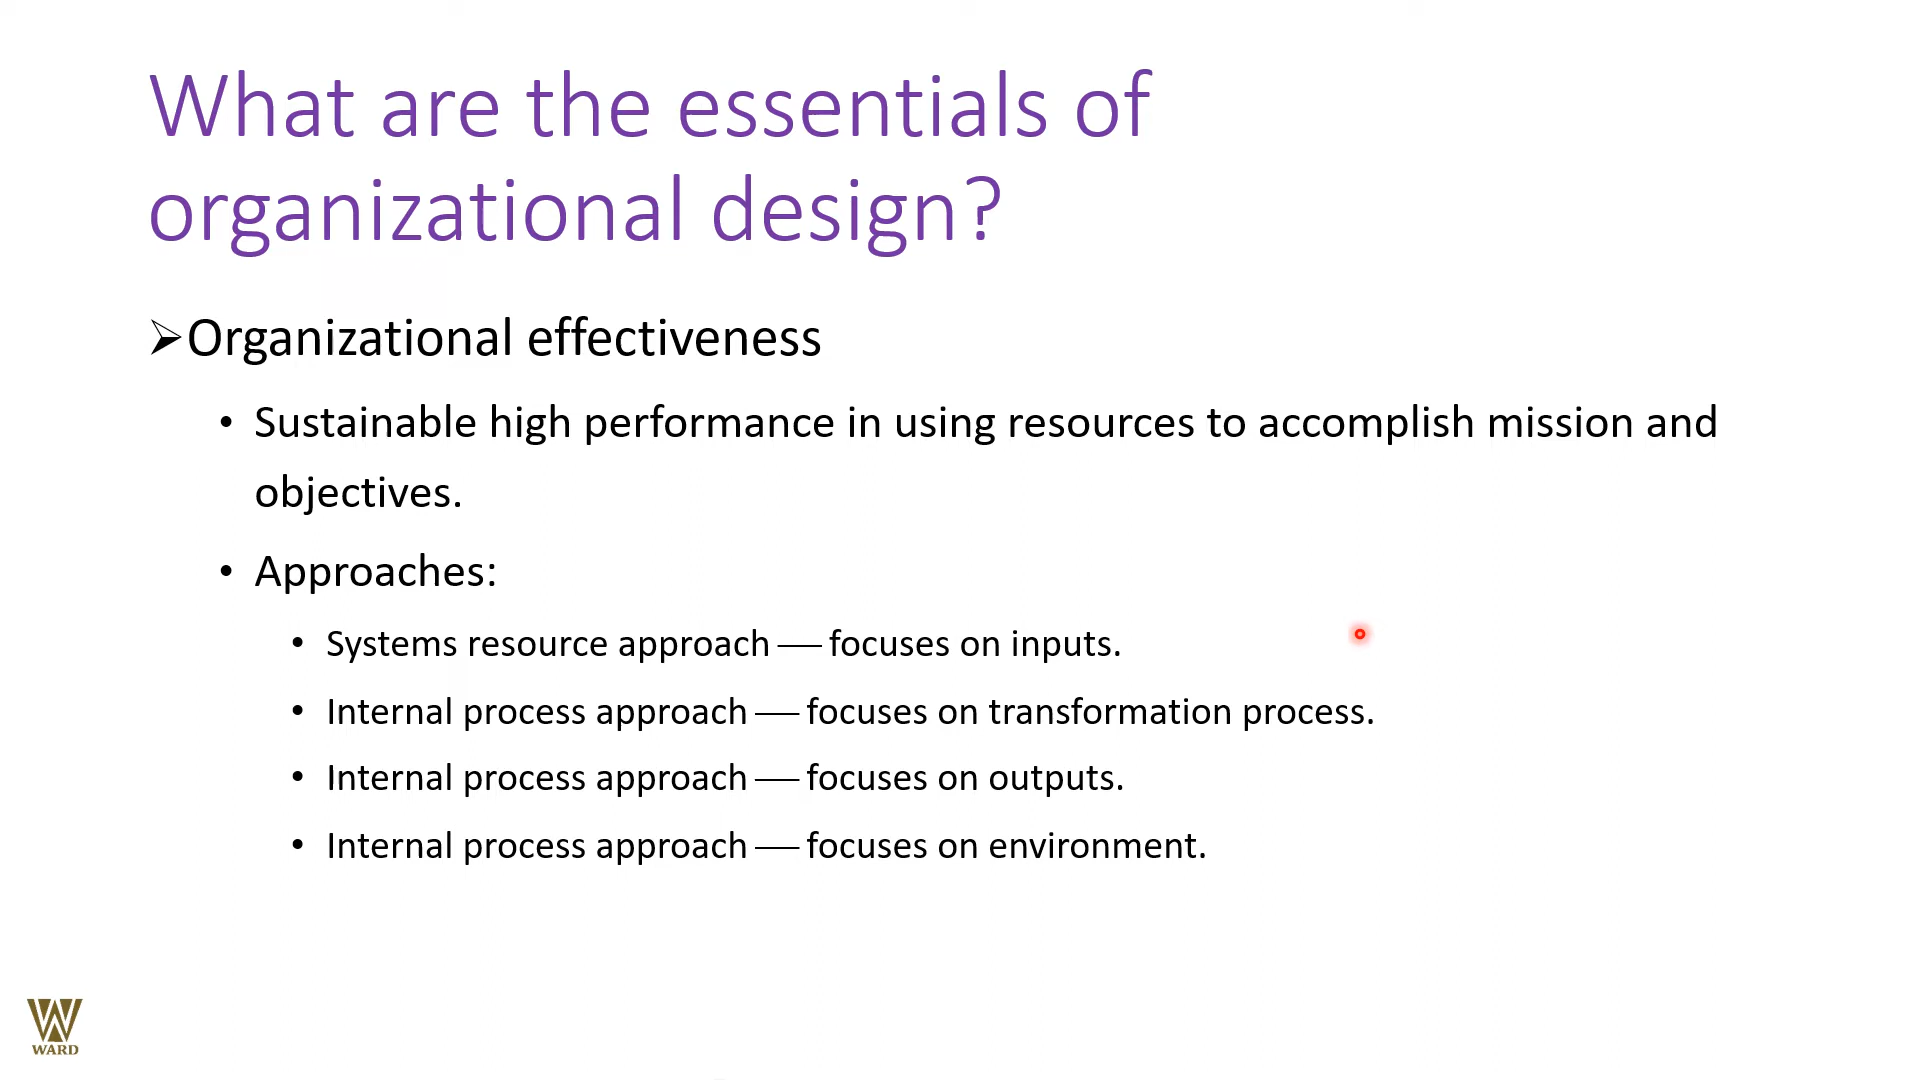 What are the essentials of
organizational design?
➢Organizational effectiveness
• Sustainable high performance in using resources to accomplish mission and
objectives.
• Approaches:
• Systems resource approach — focuses on inputs.
• Internal process approach — focuses on transformation process.
• Internal process approach — focuses on outputs.
• Internal process approach — focuses on environment.
WARD